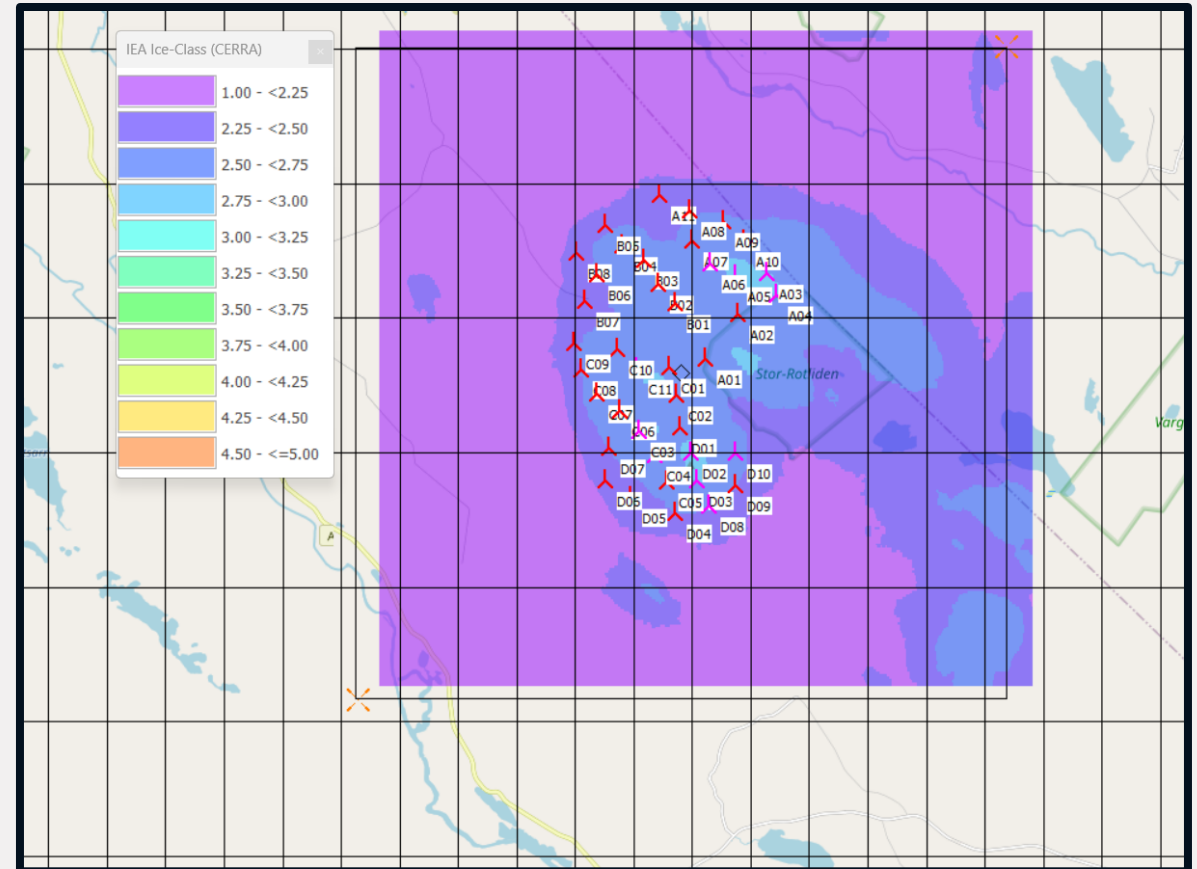 IEA Ice-Class (CERRA)
1.00 - <2.25
2.25 - <2.50
2.50 - <2.75
2.75 - <3.00
3.00 - <3.25
3.25 - <3.50
3.50 - <3.75
3.75 - <4.00
4.00 - <4.25
4.25 - <4.50
4.50 - <=5.00
A11
A08
A09
B05
B04
A07
A10
B08
B03
A06
B06
A05
A03
B02
A04
B07
B01
A02
C09
C10
Stor-Rotliden
A01
C08
C11
C01
C07
C02
C06
Varg
C03
D01
D07
C04
D02
D10
D06
C05
D03
D09
D05
D08
D04
A